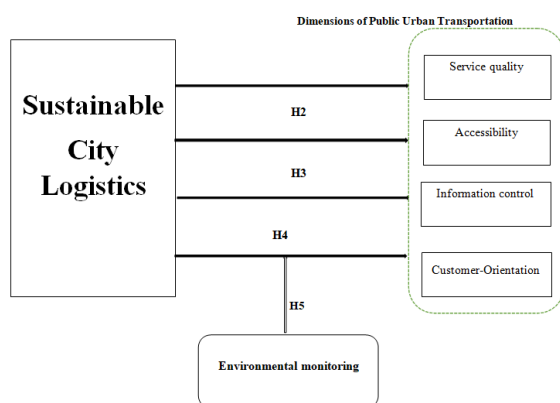 Dimensions of Public Urban Transportation
Sustainable
City
Logistics
Service quality
H2
Accessibility
H3
Information control
H4
Customer-Orientation
H5
Environmental monitoring